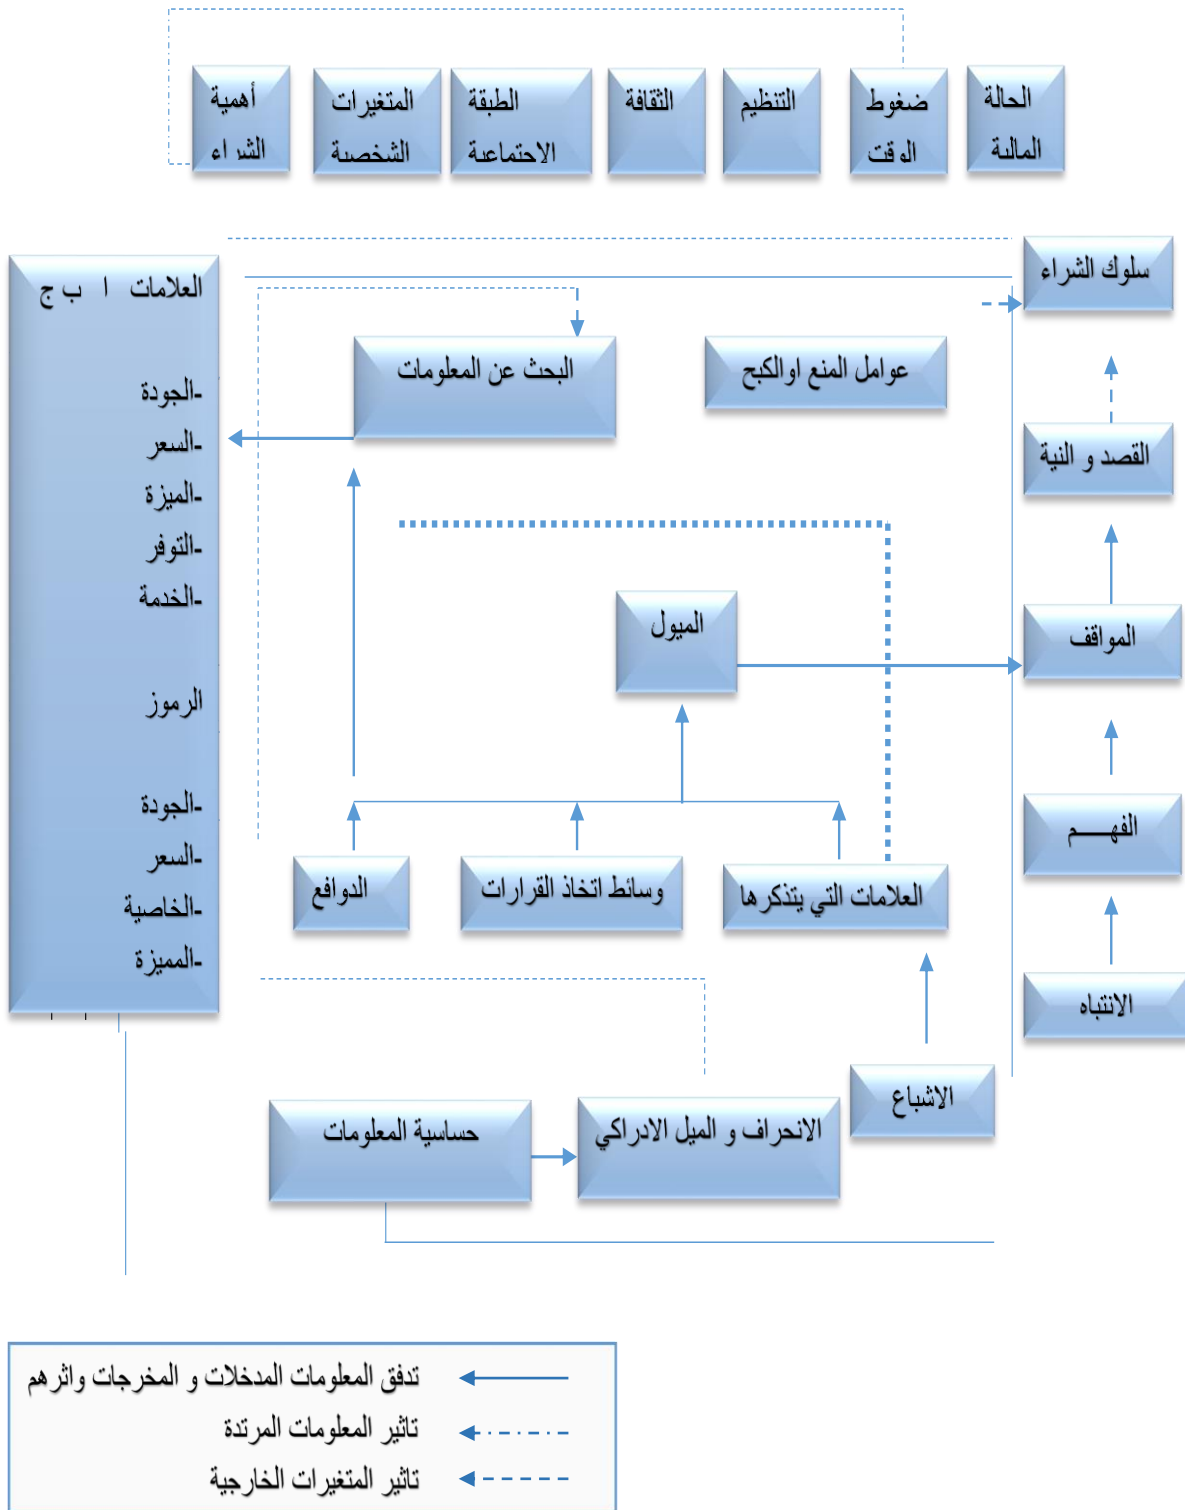 الحالة المالية
ضغوط الوقت
التنظيم
الثقافة
الطبقة الاجتماعية
المتغيرات الشخصية
أهمية الشراء
سلوك الشراء
العلامات ا ب ج
-الجودة
-السعر
-الميزة
-التوفر
-الخدمة
الرموز
-الجودة
-السعر
-الخاصية
-المميزة
عوامل المنع اوالكبح
البحث عن المعلومات
القصد و النية
الميول
المواقف
الفهـــــم
العلامات التي يتذكرها
وسائط اتخاذ القرارات
الدوافع
الانتباه
الاشباع
الانحراف و الميل الادراكي
حساسية المعلومات
تدفق المعلومات المدخلات و المخرجات واثرهم
تاثير المعلومات المرتدة
تاثير المتغيرات الخارجية